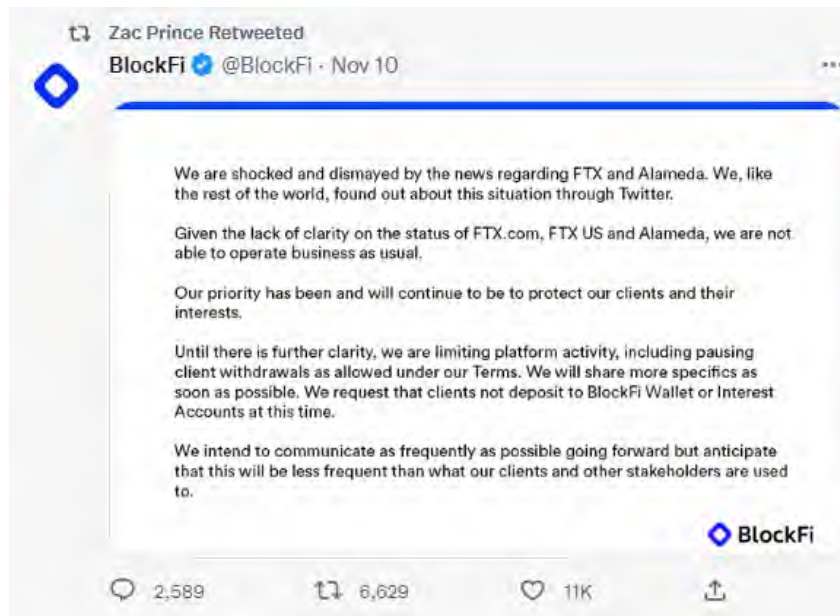 Zac Prince Retweeted
BlockFi @BlockFi · Nov 10
We are shocked and dismayed by the news regarding FTX and Alameda. We, like
the rest of the world, found out about this situation through Twitter.
Given the lack of clarity on the status of FTX.com, FTX US and Alameda, we are not
able to operate business as usual.
Our priority has been and will continue to be to protect our clients and their
interests.
Until there is further clarity, we are limiting platform activity, including pausing
client withdrawals as allowed under our Terms. We will share more specifics as
soon as possible. We request that clients not deposit to BlockFi Wallet or Interest
Accounts at this time.
We intend to communicate as frequently as possible going forward but anticipate
that this will be less frequent than what our clients and other stakeholders are used
to.
BlockFi
2,589 6,629 11K